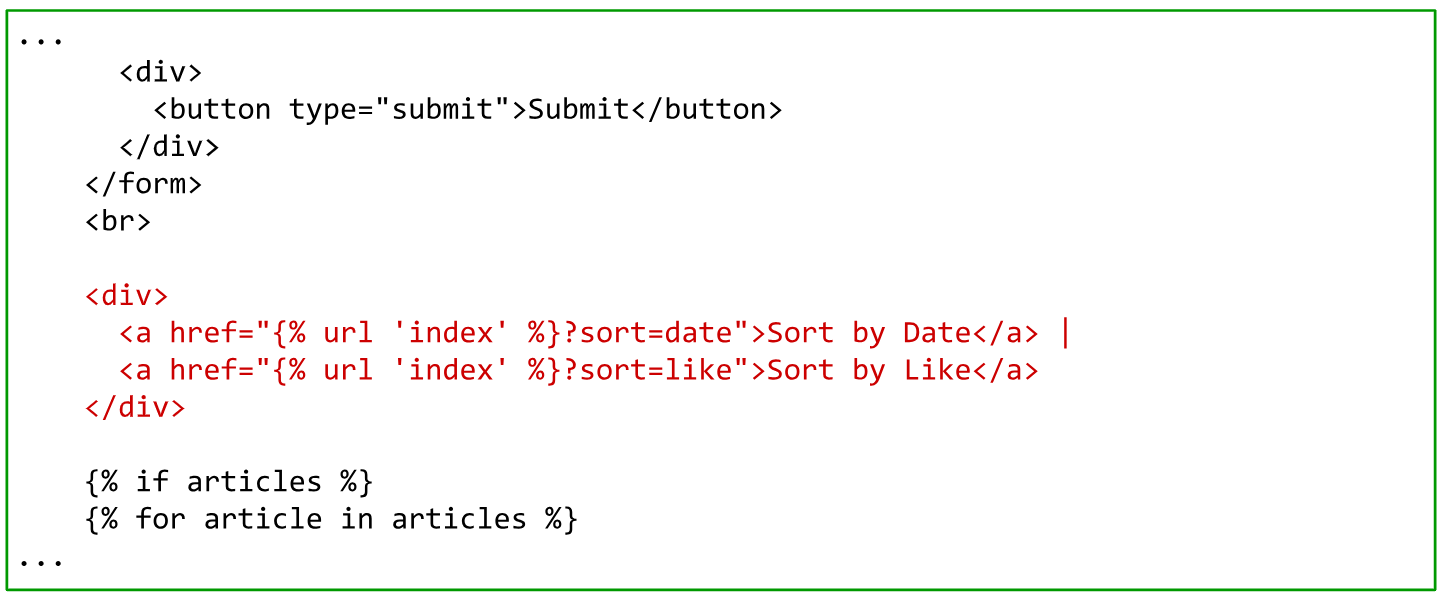 ...
      <div>
        <button type="submit">Submit</button>
      </div>
    </form>
    <br>

    <div>
      <a href="{% url 'index' %}?sort=date">Sort by Date</a> |
      <a href="{% url 'index' %}?sort=like">Sort by Like</a>
    </div>

    {% if articles %}
    {% for article in articles %}
...